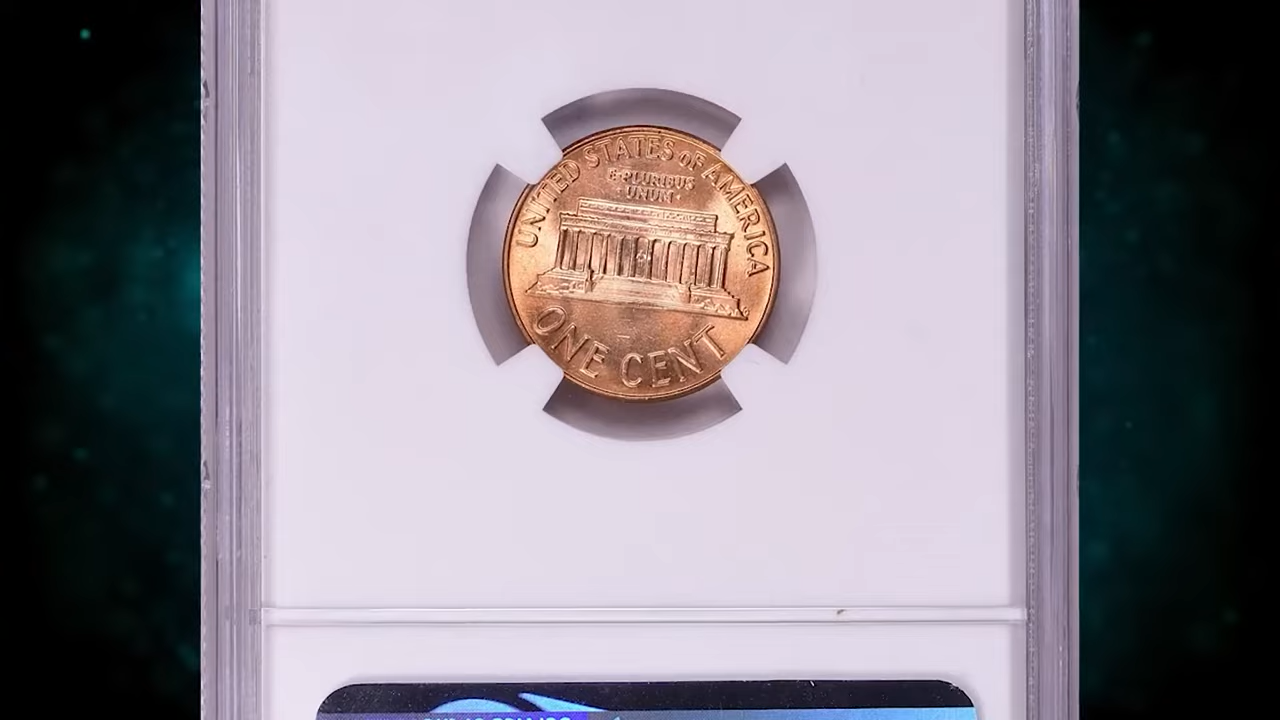 UNITED STATES OF AMERICA
E·PLURIBUS
·UNUM·
ONE CENT